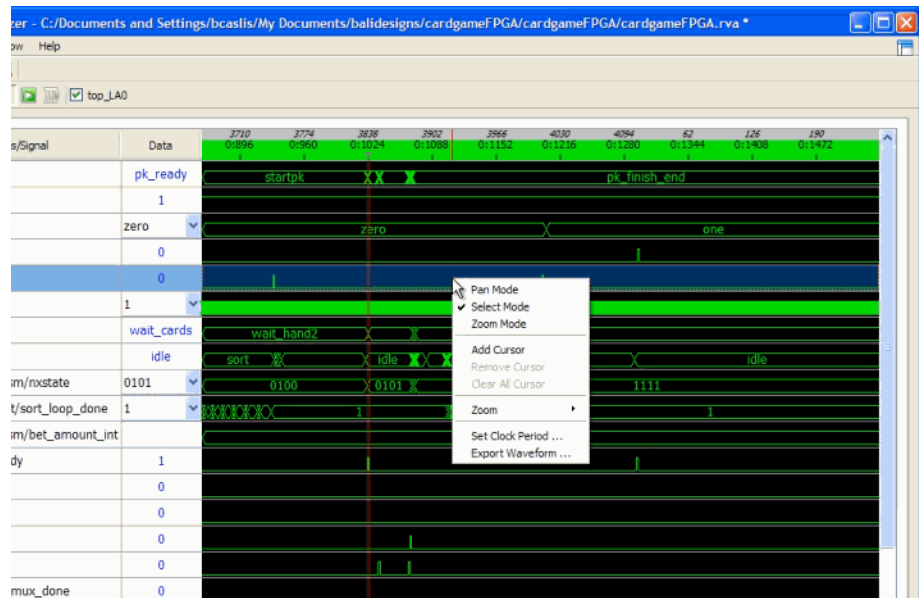 zer - C:/Documents and Settings/bcaslis/My Documents/balidesigns/cardgameFPGA/cardgameFPGA/cardgameFPGA.rva *
ow Help
top_LA0
s/Signal Data 3710 3774 3838 3902 3966 4030 4094 62 126 190
0:896 0:960 0:1024 0:1088 0:1152 0:1216 0:1280 0:1344 0:1408 0:1472
pk_ready startpk pk_finish_end
1
zero zero one
0
0
Pan Mode
Select Mode
1
Zoom Mode
wait_cards wait_hand2
Add Cursor
idle sort idle idle
Remove Cursor
sm/nxstate 0101 0100 0101 1111
Clear All Cursor
t/sort_loop_done 1 1 1
Zoom
sm/bet_amount_int
Set Clock Period ...
Export Waveform ...
dy 1
0
0
0
0
mux_done 0